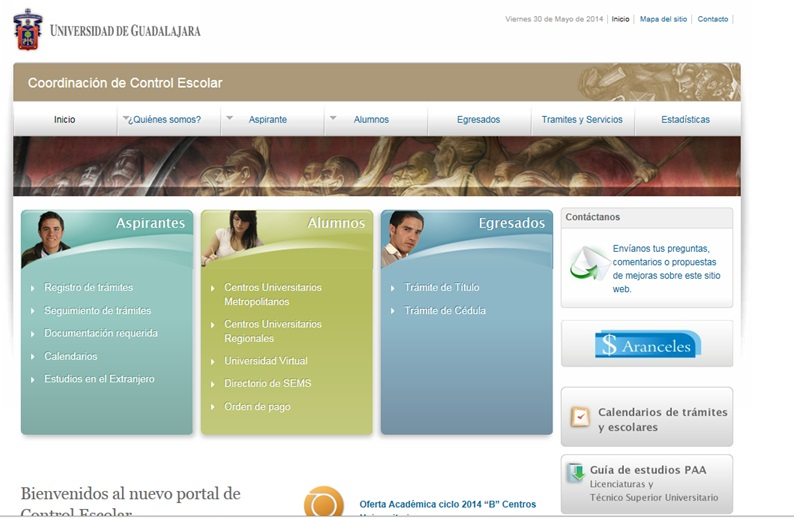 UNIVERSIDAD DE GUADALAJARA
Viernes 30 de Mayo de 2014 Inicio Mapa del sitio Contacto
Coordinación de Control Escolar
Inicio ¿Quiénes somos? Aspirante Alumnos Egresados Tramites y Servicios Estadísticas
Aspirantes
Registro de trámites
Seguimiento de trámites
Documentación requerida
Calendarios
Estudios en el Extranjero
Alumnos
Centros Universitarios
Metropolitanos
Centros Universitarios
Regionales
Universidad Virtual
Directorio de SEMS
Orden de pago
Egresados
Trámite de Título
Trámite de Cédula
Contáctanos
Envíanos tus preguntas,
comentarios o propuestas
de mejoras sobre este sitio
web.
$ Aranceles
Calendarios de trámites
y escolares
Guía de estudios PAA
Licenciaturas y
Técnico Superior Universitario
Bienvenidos al nuevo portal de
Control Escolar
Oferta Académica ciclo 2014 “B” Centros